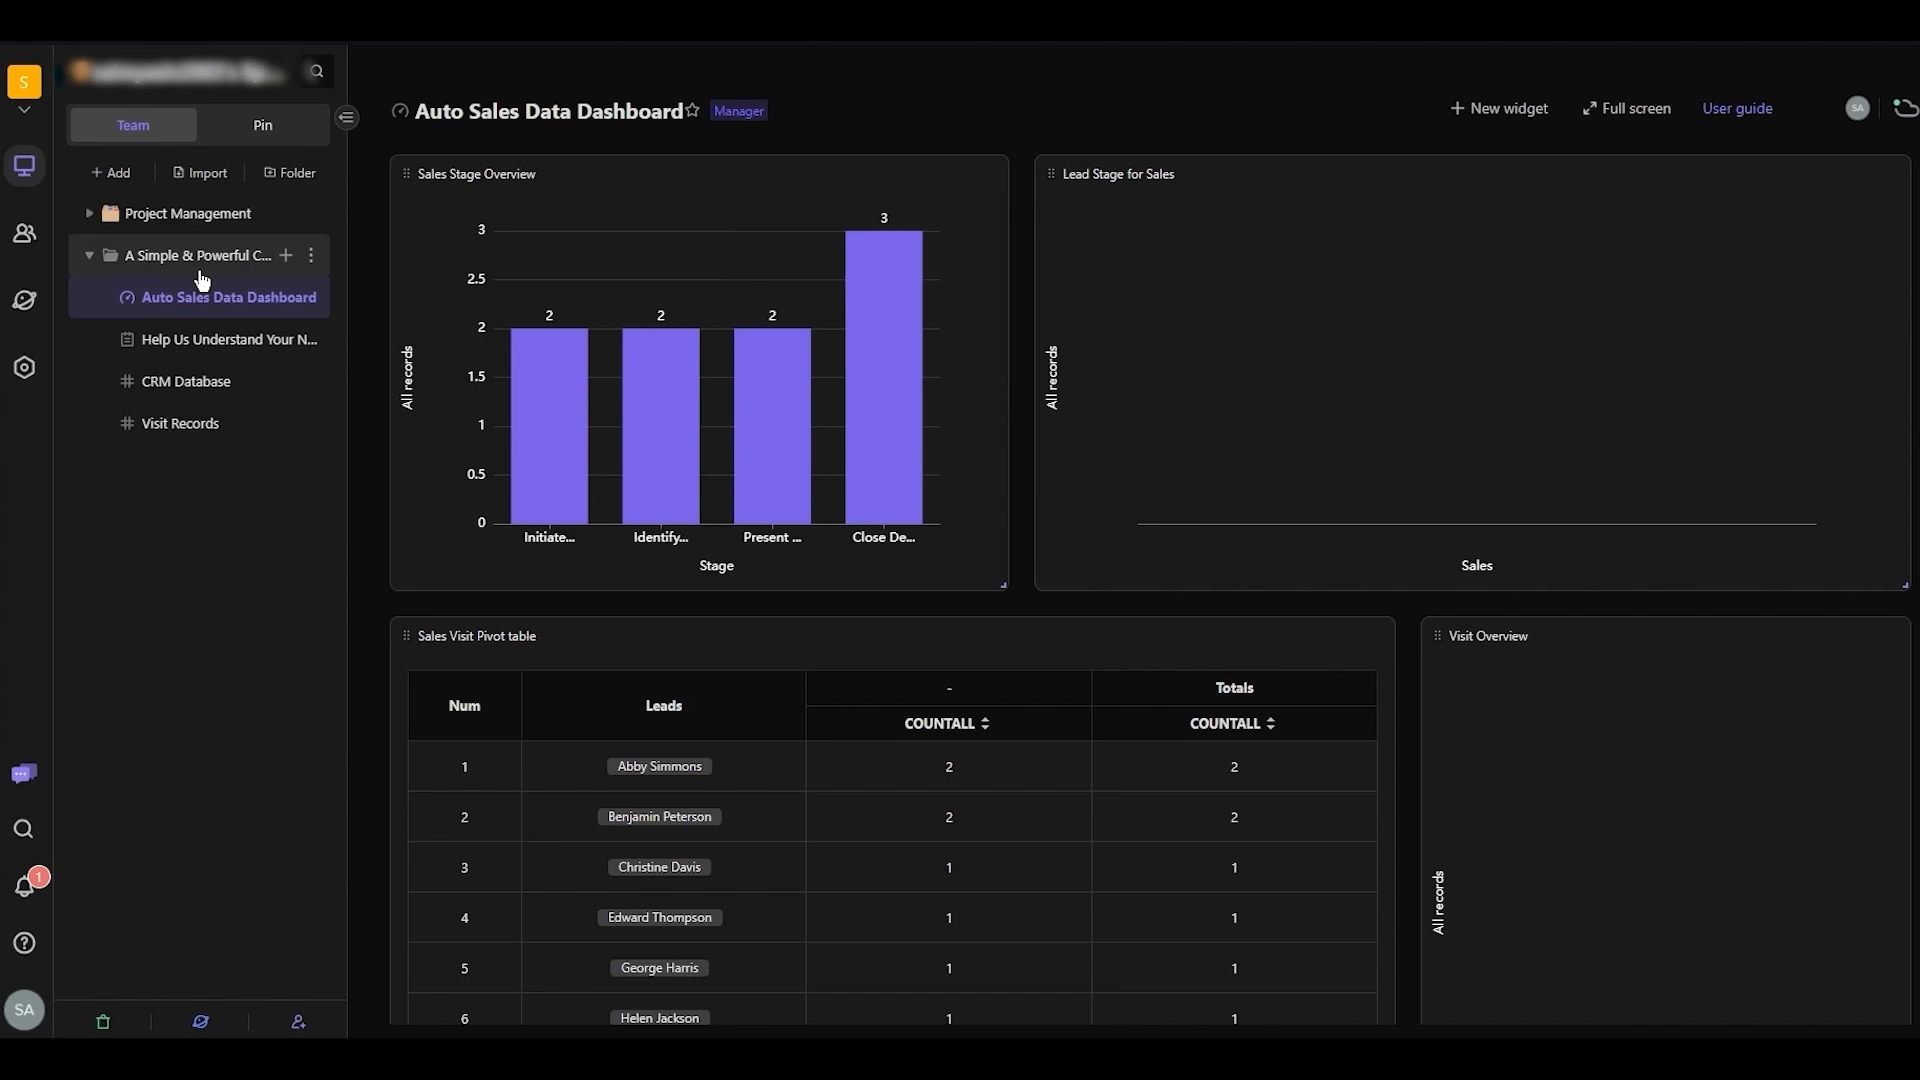 S
Team
Pin
+ Add
Import
Folder
Project Management
A Simple & Powerful C...
Auto Sales Data Dashboard
Help Us Understand Your N...
CRM Database
Visit Records
1
SA
Auto Sales Data Dashboard
Manager
+ New widget
Full screen
User guide
SA
Sales Stage Overview
All records
3
2.5
2
1.5
1
0.5
0
2
2
2
3
Initiate...
Identify...
Present ...
Close De...
Stage
Lead Stage for Sales
All records
Sales
Sales Visit Pivot table
Num
Leads
-
Totals
COUNTALL
COUNTALL
1 Abby Simmons 2 2
2 Benjamin Peterson 2 2
3 Christine Davis 1 1
4 Edward Thompson 1 1
5 George Harris 1 1
6 Helen Jackson 1 1
Visit Overview
All records